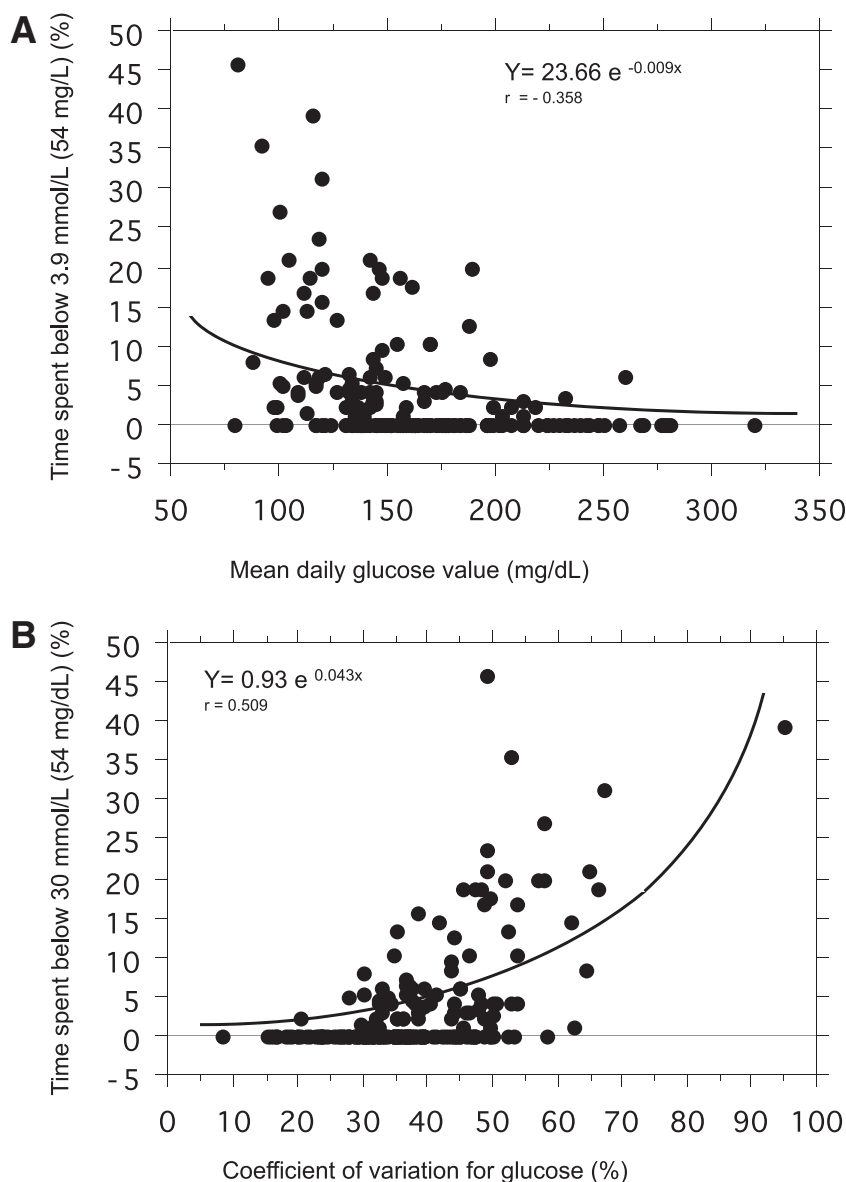 A
Time spent below 3.9 mmol/L (54 mg/L) (%)
50
45
40
35
30
25
20
15
10
5
0
-5
Y= 23.66 e -0.009x
r = - 0.358
50 100 150 200 250 300 350
Mean daily glucose value (mg/dL)
B
Time spent below 30 mmol/L (54 mg/dL) (%)
50
45
40
35
30
25
20
15
10
5
0
-5
Y= 0.93 e 0.043x
r = 0.509
0 10 20 30 40 50 60 70 80 90 100
Coefficient of variation for glucose (%)